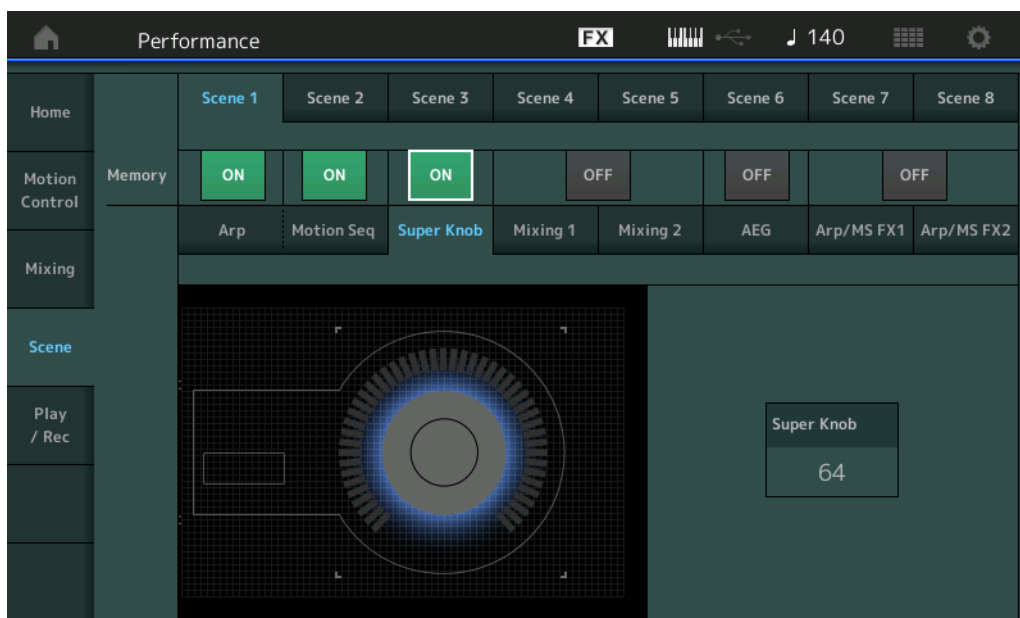 Performance FX 140
Scene 1 Scene 2 Scene 3 Scene 4 Scene 5 Scene 6 Scene 7 Scene 8
Home
Memory ON ON ON OFF OFF OFF
Motion
Control
Arp Motion Seq Super Knob Mixing 1 Mixing 2 AEG Arp/MS FX1 Arp/MS FX2
Mixing
Scene
Play
/ Rec
Super Knob
64